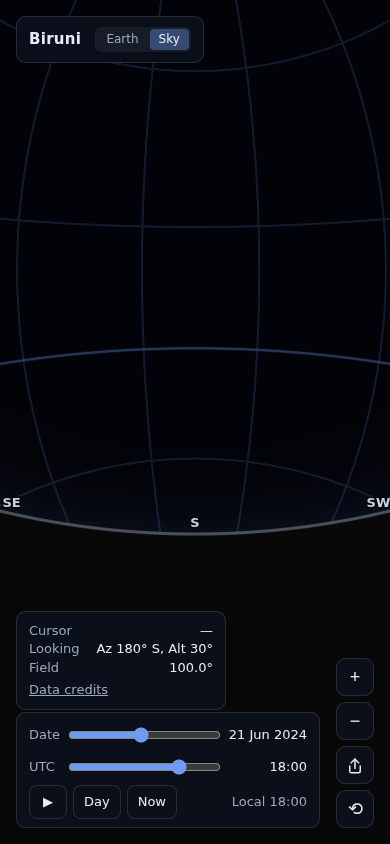 Biruni Earth Sky
SE
SW
S
Cursor —
Looking Az 180° S, Alt 30°
Field 100.0°
Data credits
Date 21 Jun 2024
UTC 18:00
▶ Day Now Local 18:00
+
−
⟲